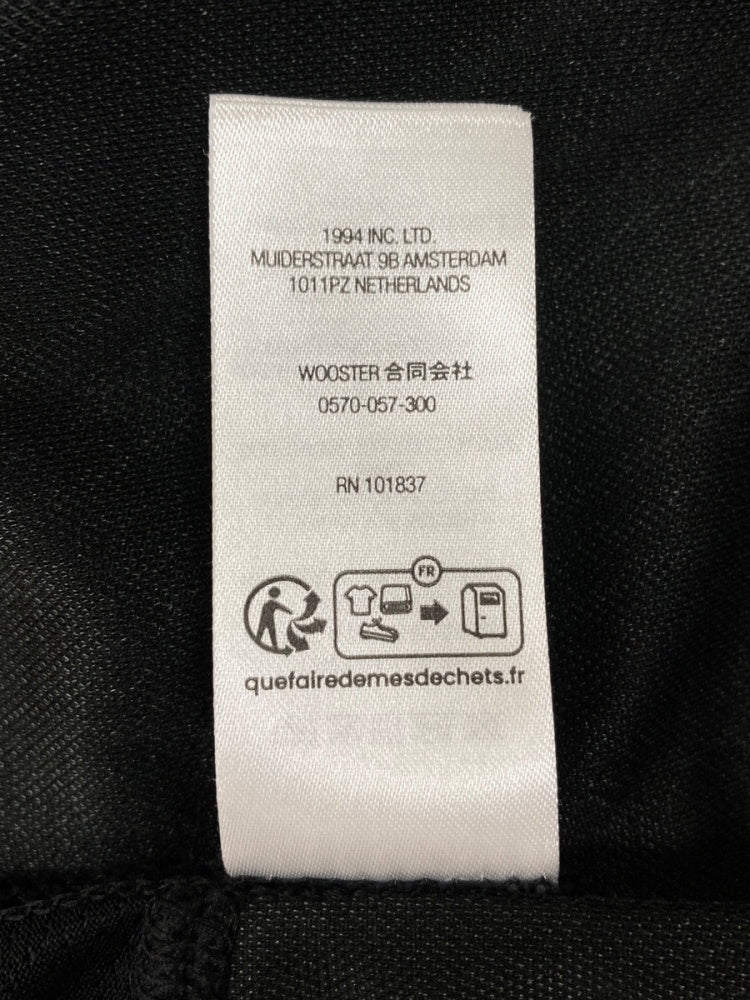 1994 INC. LTD.
MUIDERSTRAAT 9B AMSTERDAM
1011PZ NETHERLANDS
WOOSTER 合同会社
0570-057-300
RN 101837
FR
quefairedemesdechets.fr